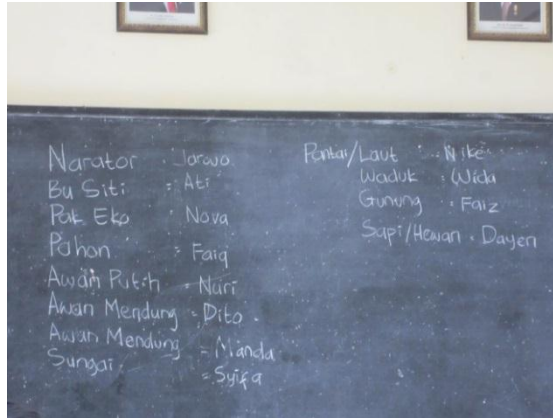 Narator : Jarwo
Bu Siti = Ati
Pak Eko : Nova
Pohon = Faiq
Awan Putih = Nuri
Awan Mendung = Dito
Awan Mendung = Manda
Sungai = Syifa
Pantai/Laut : Nike
Waduk : Wida
Gunung : Faiz
Sapi/Hewan : Dayen